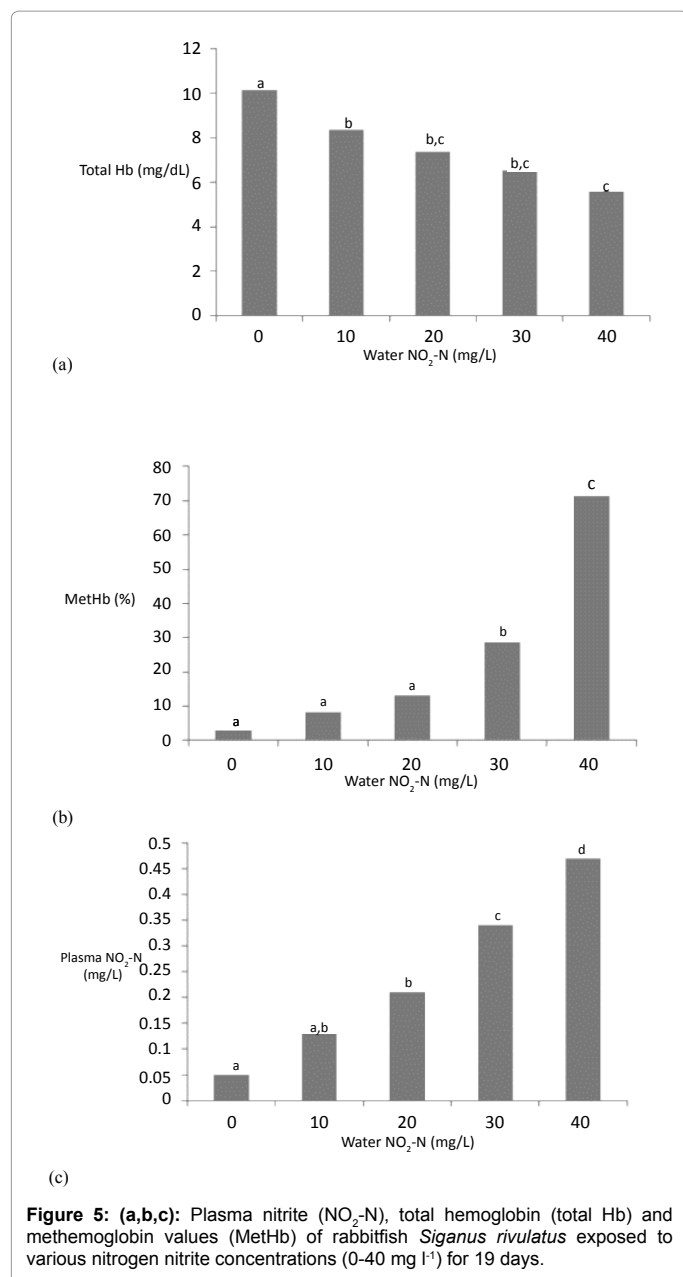 12
a
10
b
8
b,c
Total Hb (mg/dL)
b,c
6
c
4
2
0
0 10 20 30 40
Water NO₂-N (mg/L)
(a)
80
c
70
60
50
MetHb (%)
40
30
b
20
a
10
a
a
0
0 10 20 30 40
Water NO₂-N (mg/L)
(b)
0.5
d
0.45
0.4
0.35
c
0.3
Plasma NO₂-N
(mg/L)
0.25
b
0.2
0.15
a,b
0.1
a
0.05
0
0 10 20 30 40
Water NO₂-N (mg/L)
(c)
Figure 5: (a,b,c): Plasma nitrite (NO₂-N), total hemoglobin (total Hb) and
methemoglobin values (MetHb) of rabbitfish Siganus rivulatus exposed to
various nitrogen nitrite concentrations (0-40 mg l⁻¹) for 19 days.